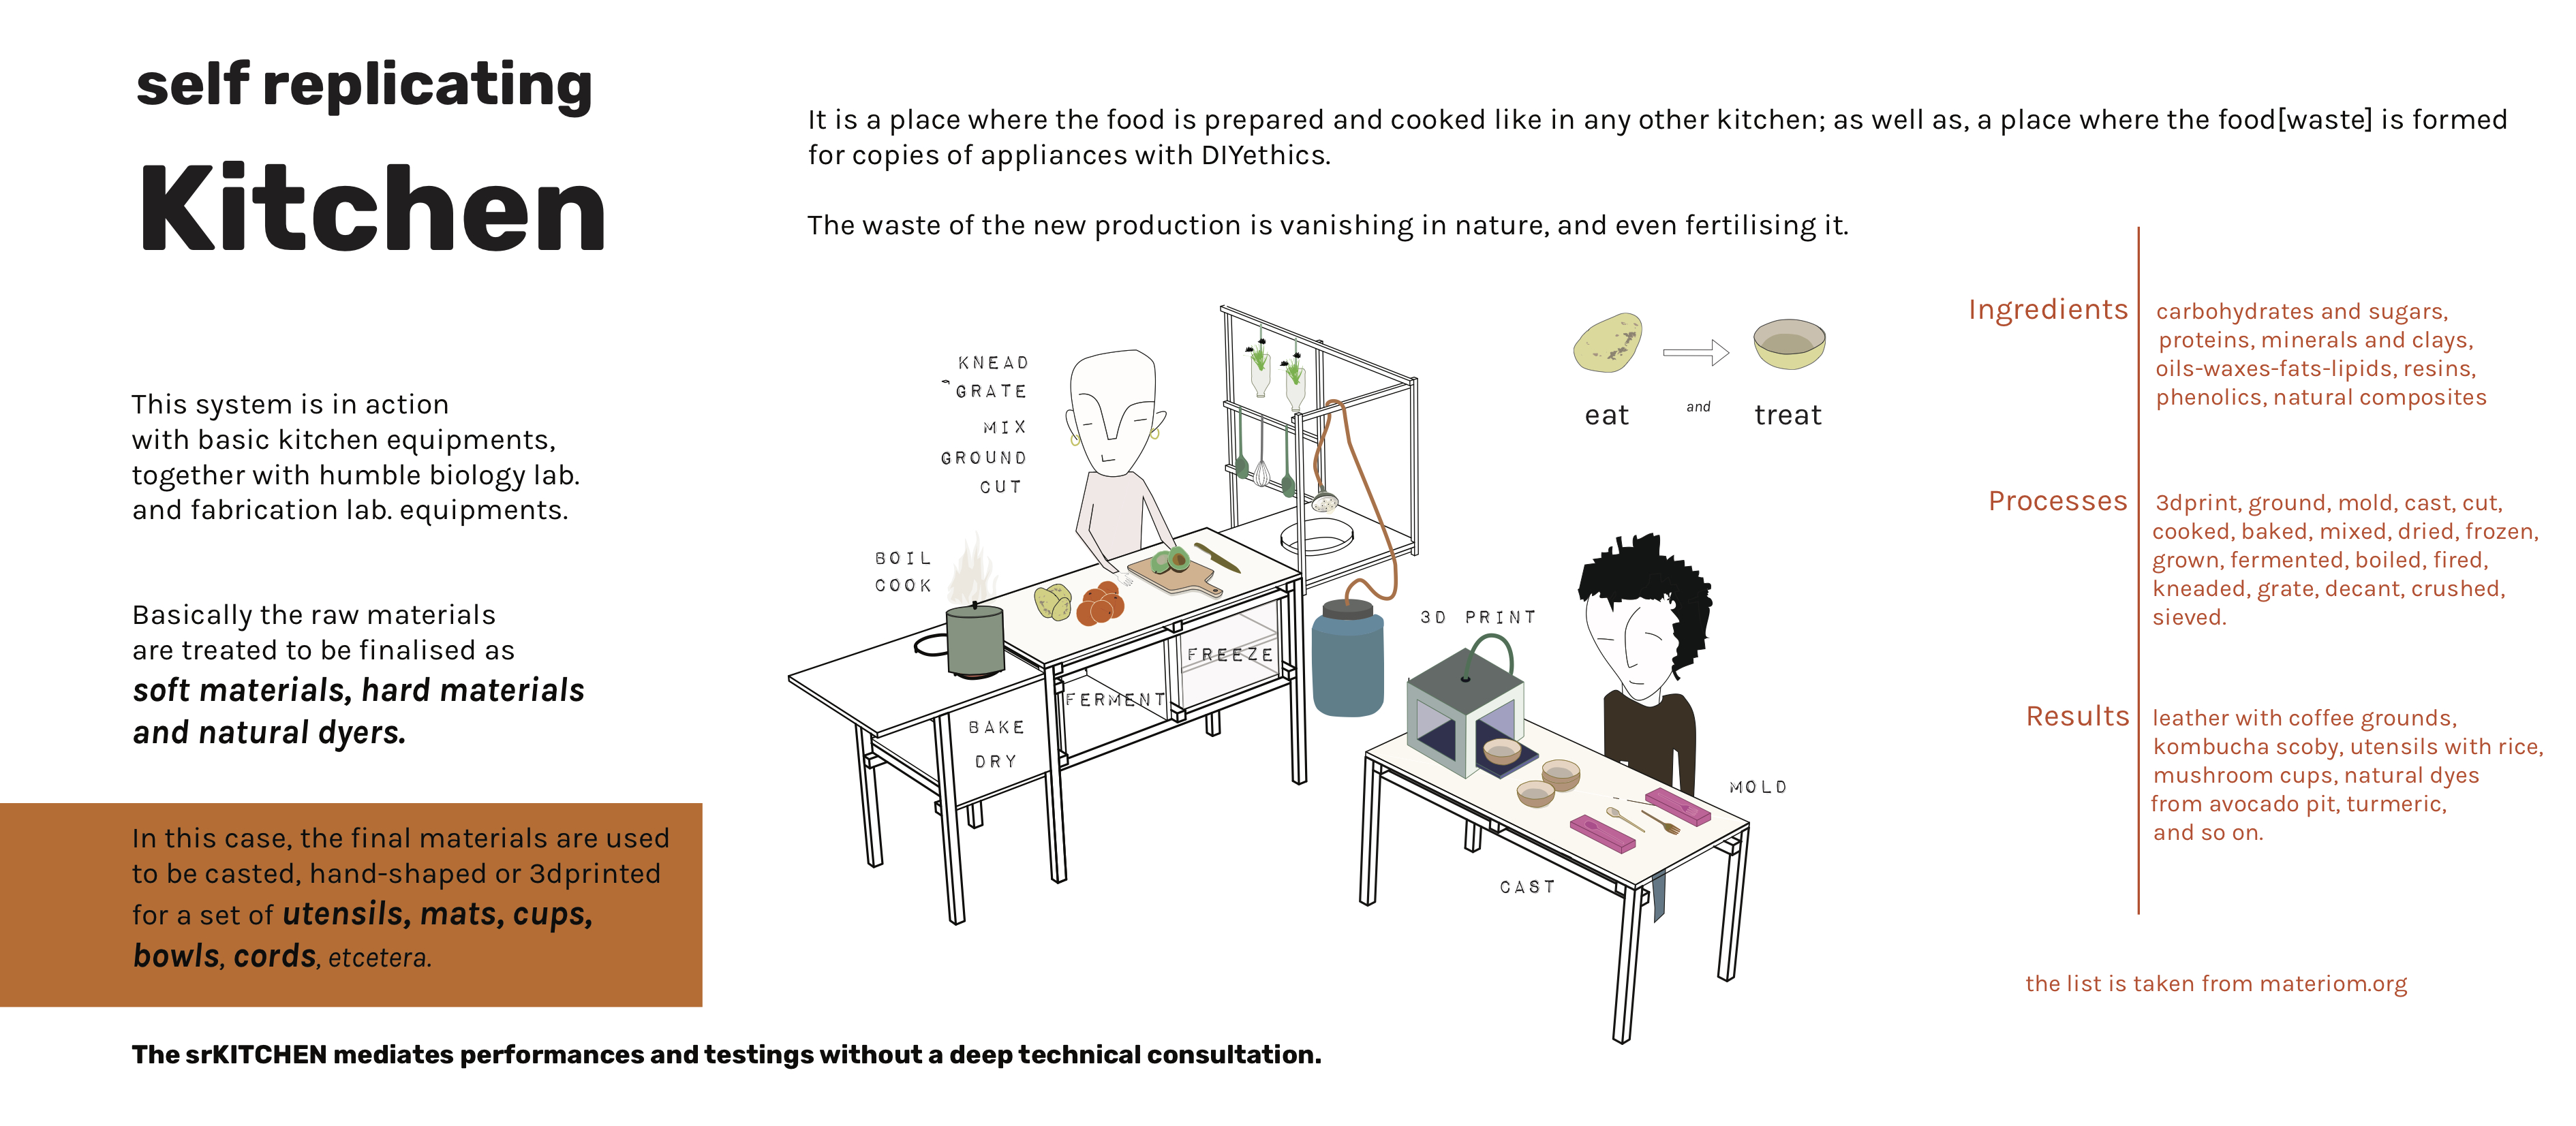 self replicating
Kitchen
This system is in action
with basic kitchen equipments,
together with humble biology lab.
and fabrication lab. equipments.
Basically the raw materials
are treated to be finalised as
soft materials, hard materials
and natural dyers.
In this case, the final materials are used
to be casted, hand-shaped or 3dprinted
for a set of utensils, mats, cups,
bowls, cords, etcetera.
The srKITCHEN mediates performances and testings without a deep technical consultation.
It is a place where the food is prepared and cooked like in any other kitchen; as well as, a place where the food[waste] is formed
for copies of appliances with DIYethics.
The waste of the new production is vanishing in nature, and even fertilising it.
KNEAD
GRATE
MIX
GROUND
CUT
BOIL
COOK
FREEZE
FERMENT
BAKE
DRY
eat and treat
3D PRINT
MOLD
CAST
Ingredients
carbohydrates and sugars,
proteins, minerals and clays,
oils-waxes-fats-lipids, resins,
phenolics, natural composites
Processes
3dprint, ground, mold, cast, cut,
cooked, baked, mixed, dried, frozen,
grown, fermented, boiled, fired,
kneaded, grate, decant, crushed,
sieved.
Results
leather with coffee grounds,
kombucha scoby, utensils with rice,
mushroom cups, natural dyes
from avocado pit, turmeric,
and so on.
the list is taken from materiom.org